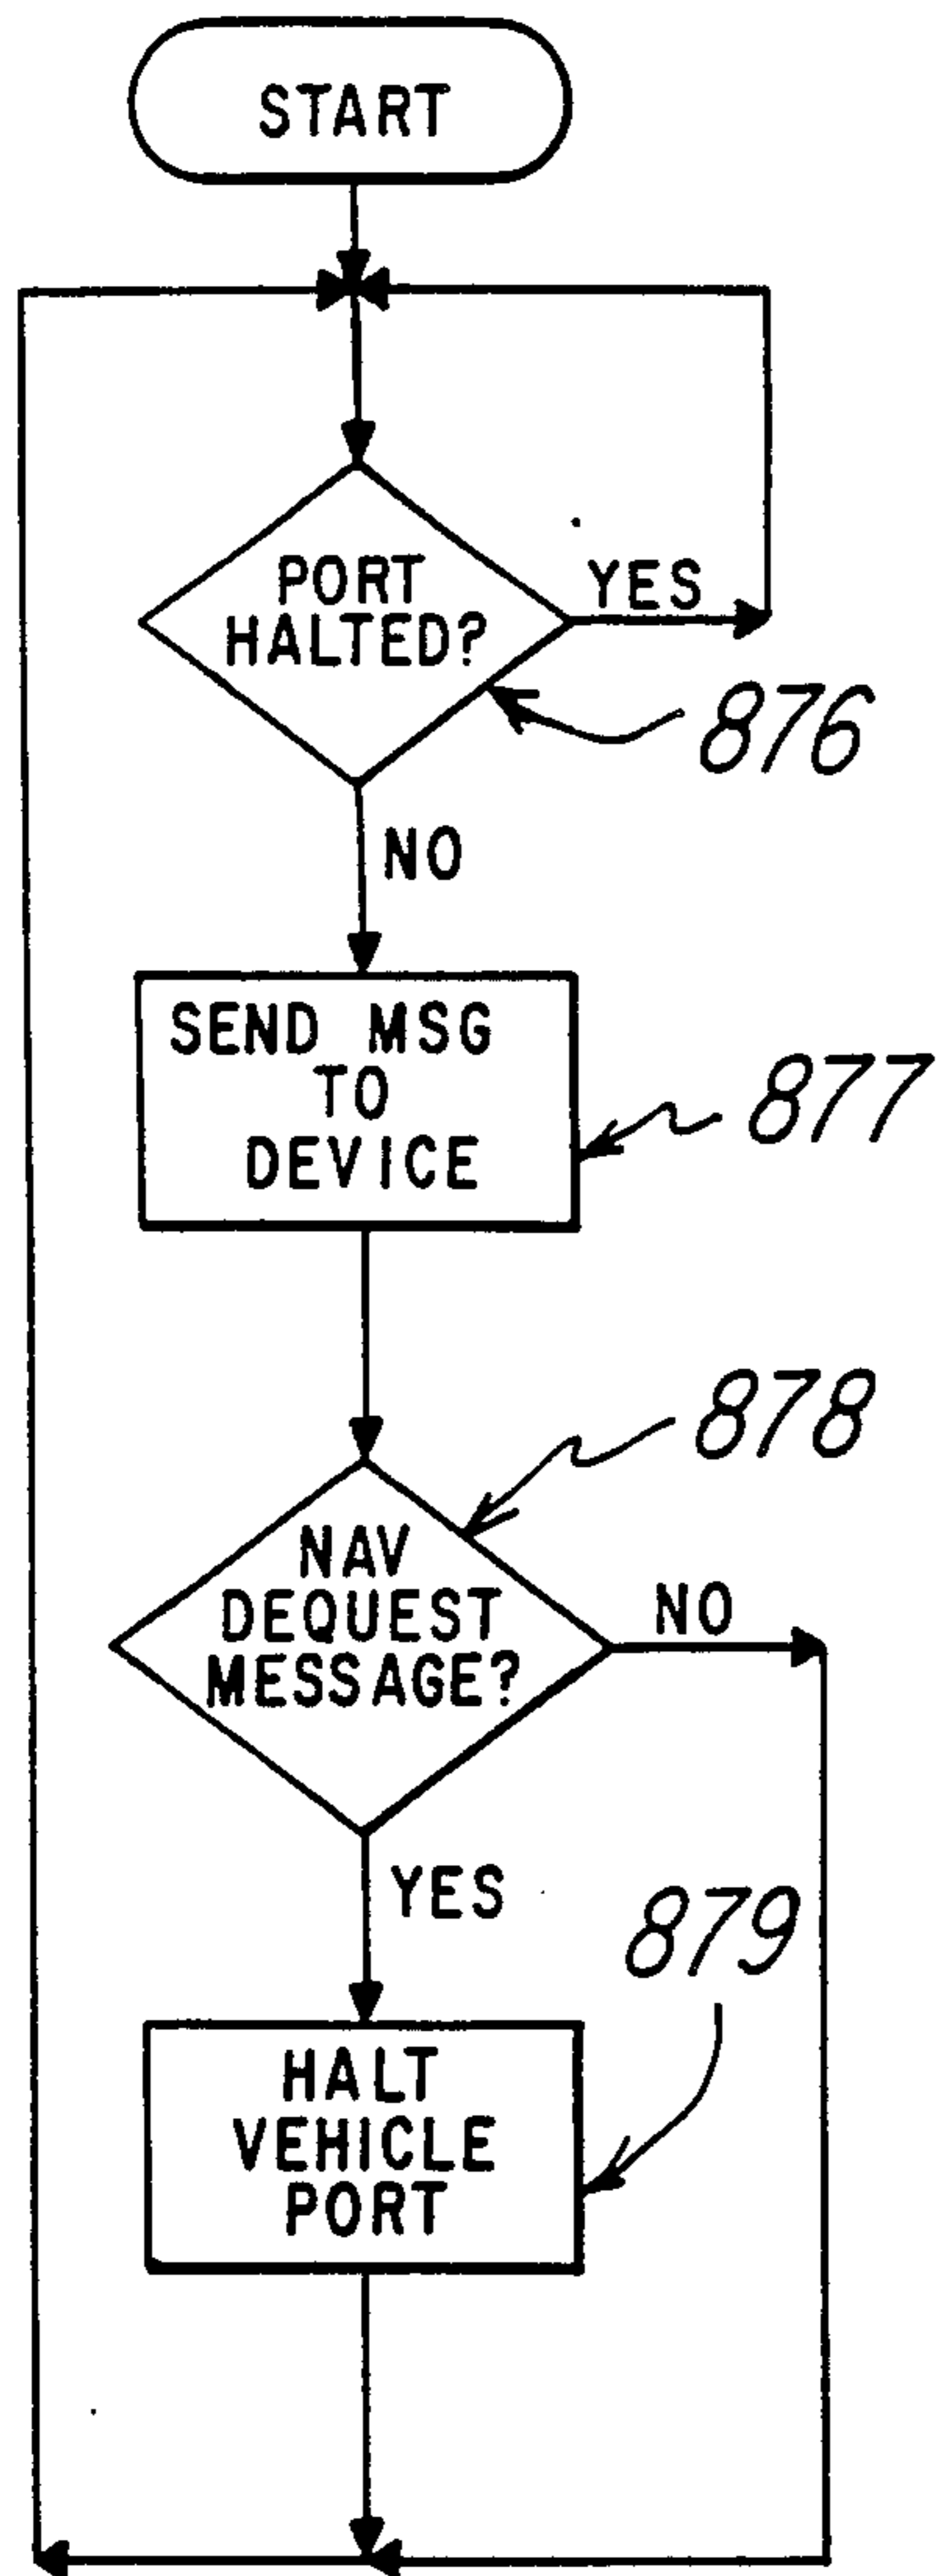 START
PORT
HALTED?
YES
876
NO
SEND MSG
TO
DEVICE
877
878
NAV
DEQUEST
MESSAGE?
NO
YES
879
HALT
VEHICLE
PORT